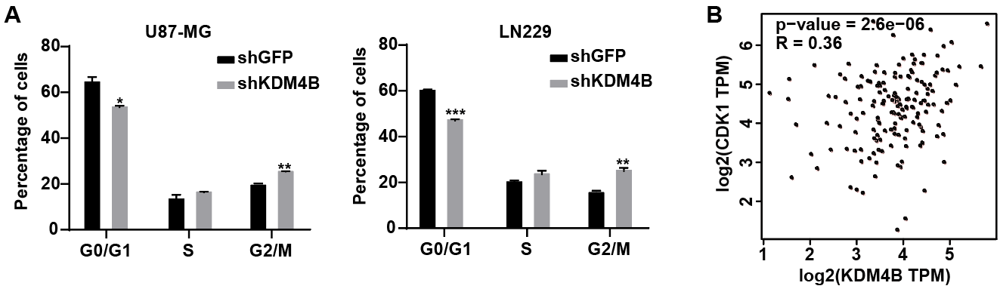 A
U87-MG
shGFP
shKDM4B
Percentage of cells
80
60
40
20
0
*
**
G0/G1 S G2/M
LN229
shGFP
shKDM4B
Percentage of cells
80
60
40
20
0
***
**
G0/G1 S G2/M
B
p-value = 2.6e-06
R = 0.36
log2(CDK1 TPM)
6
5
4
3
2
1 2 3 4 5
log2(KDM4B TPM)